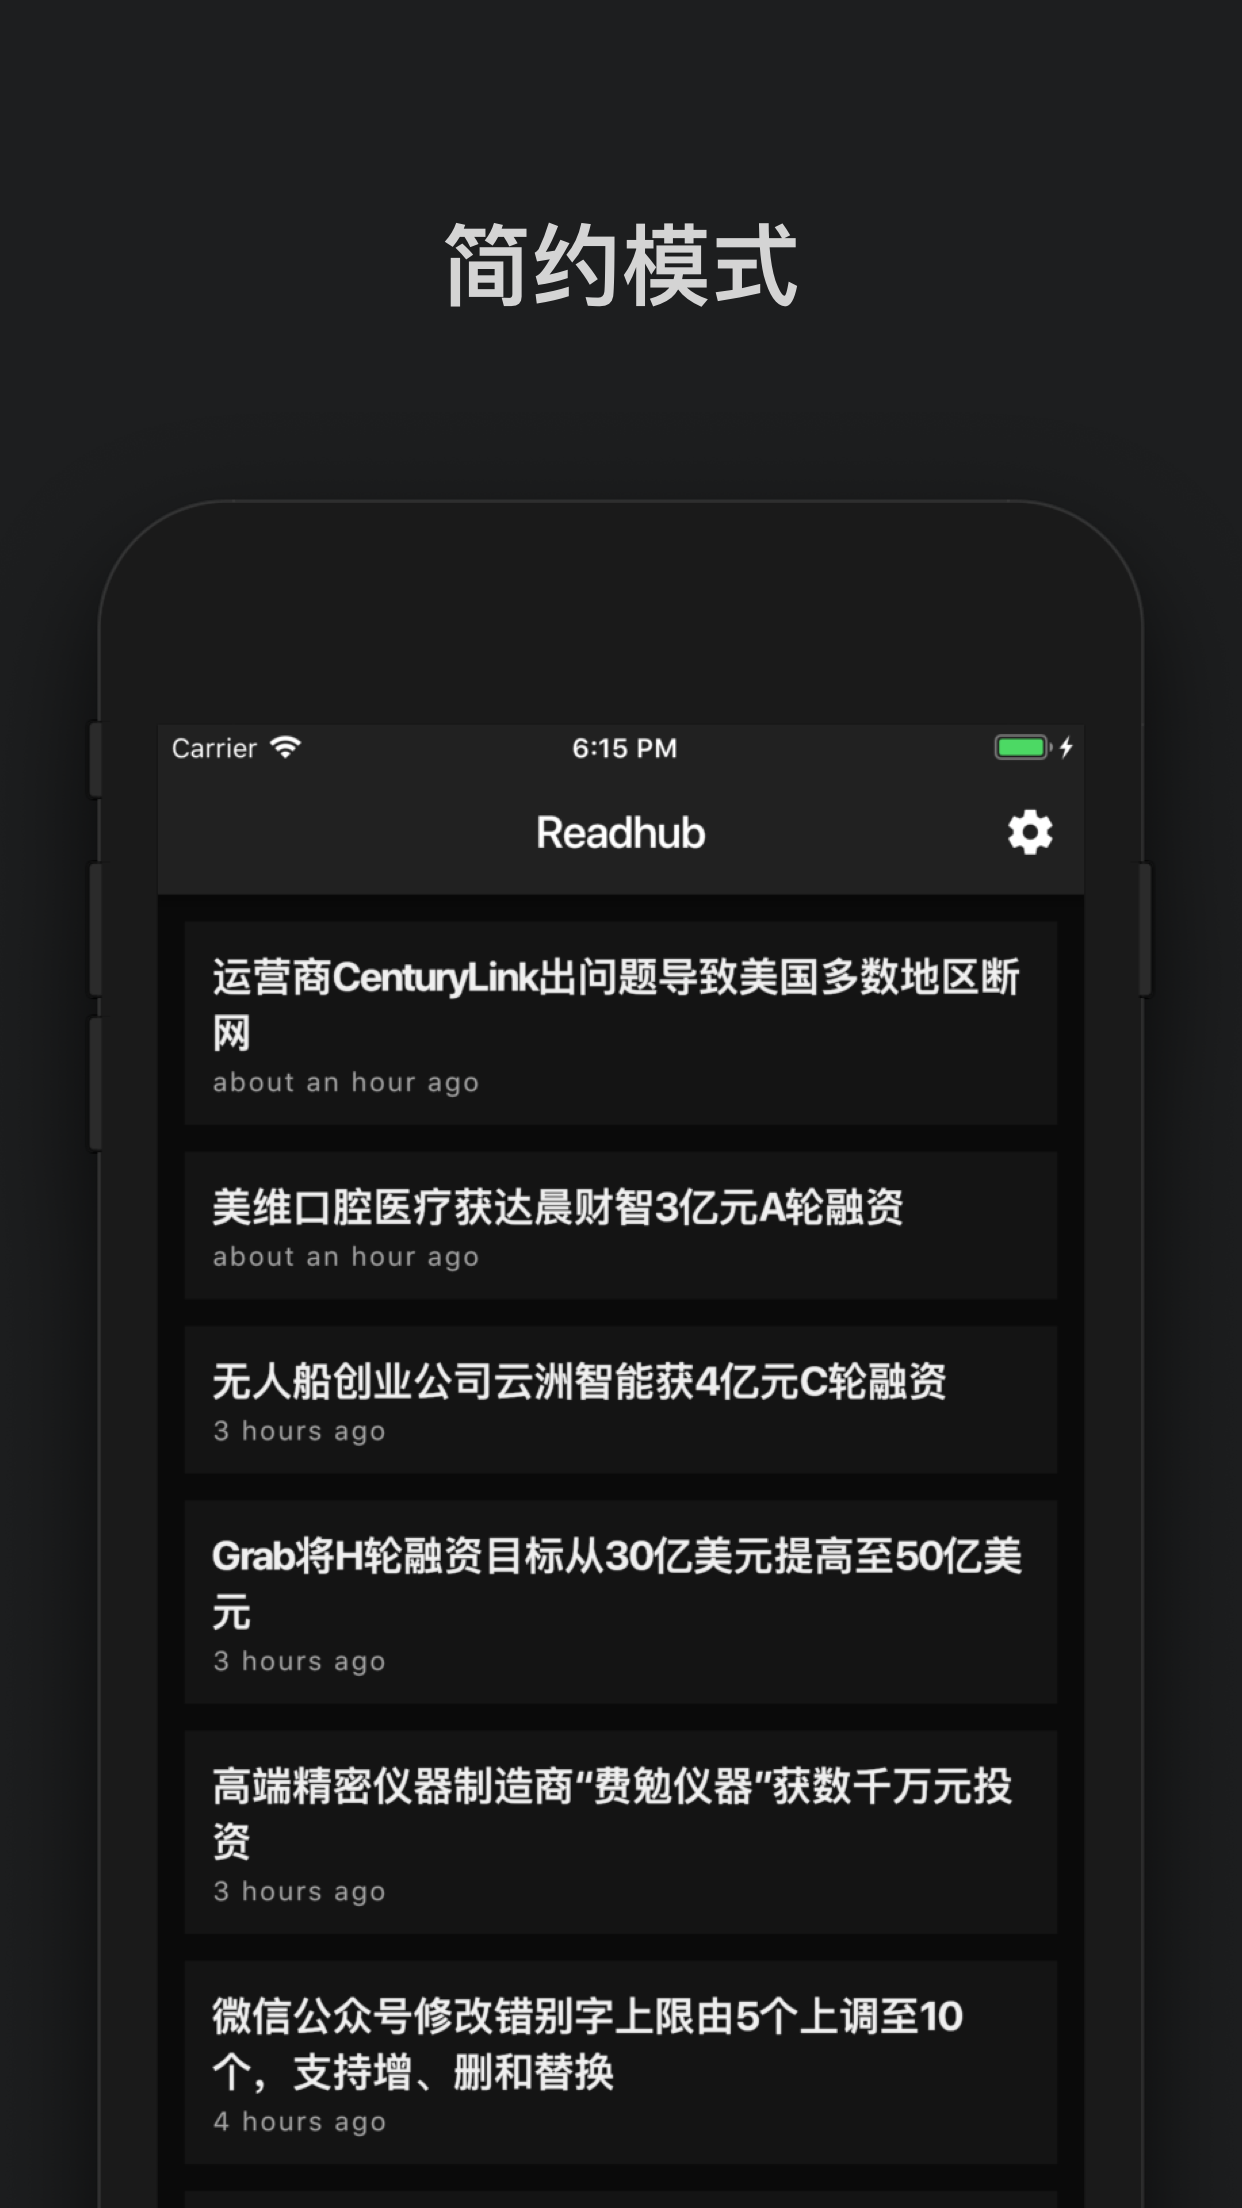 简约模式
Carrier
6:15 PM
Readhub
运营商CenturyLink出问题导致美国多数地区断
网
about an hour ago
美维口腔医疗获达晨财智3亿元A轮融资
about an hour ago
无人船创业公司云洲智能获4亿元C轮融资
3 hours ago
Grab将H轮融资目标从30亿美元提高至50亿美
元
3 hours ago
高端精密仪器制造商“费勉仪器”获数千万元投
资
3 hours ago
微信公众号修改错别字上限由5个上调至10
个，支持增、删和替换
4 hours ago